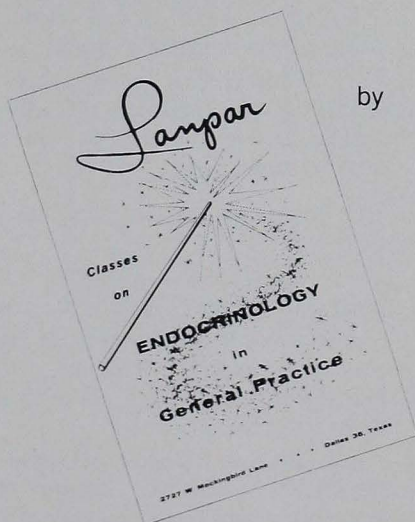 by
Lanpar
Classes
on
ENDOCRINOLOGY
in
General Practice
2727 W Mockingbird Lane . . . Dallas 35, Texas